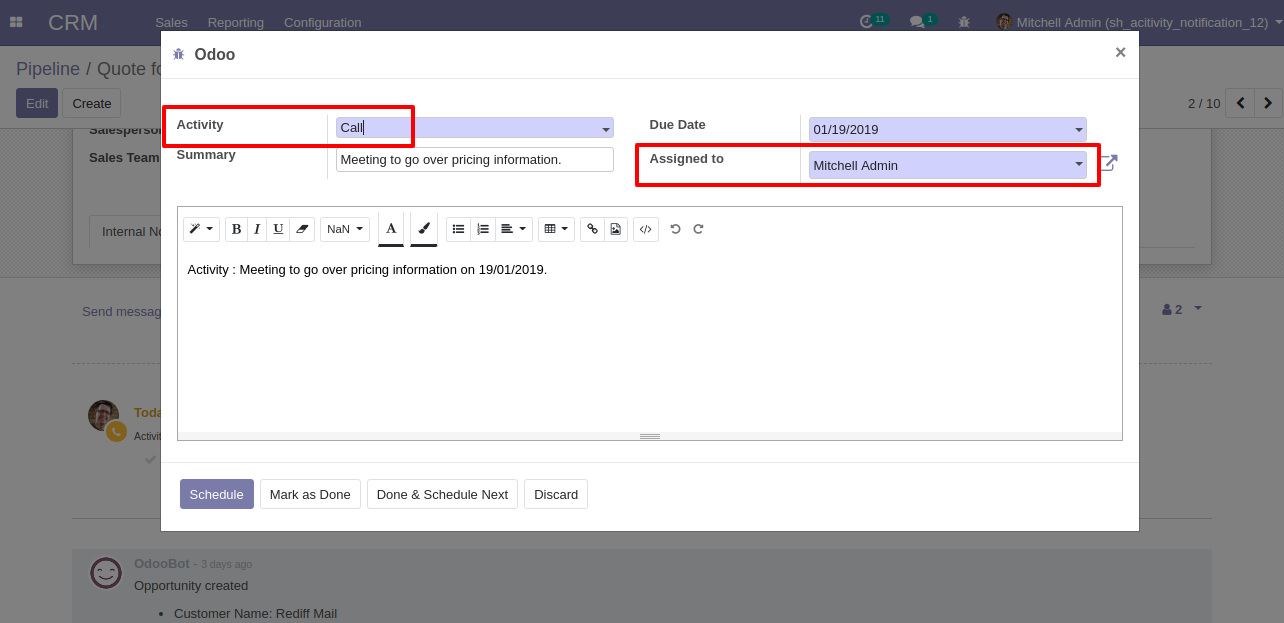 CRM Sales Reporting Configuration 11 1 Mitchell Admin (sh_acitivity_notification_12)
Pipeline / Quote fo
Edit Create 2 / 10
Salesperson
Sales Team
Internal No
Odoo ×
Activity Call Due Date 01/19/2019
Summary Meeting to go over pricing information. Assigned to Mitchell Admin
B I U NaN A
Activity : Meeting to go over pricing information on 19/01/2019.
Schedule Mark as Done Done & Schedule Next Discard
Send messag 2
Toda
Activit
OdooBot - 3 days ago
Opportunity created
• Customer Name: Rediff Mail